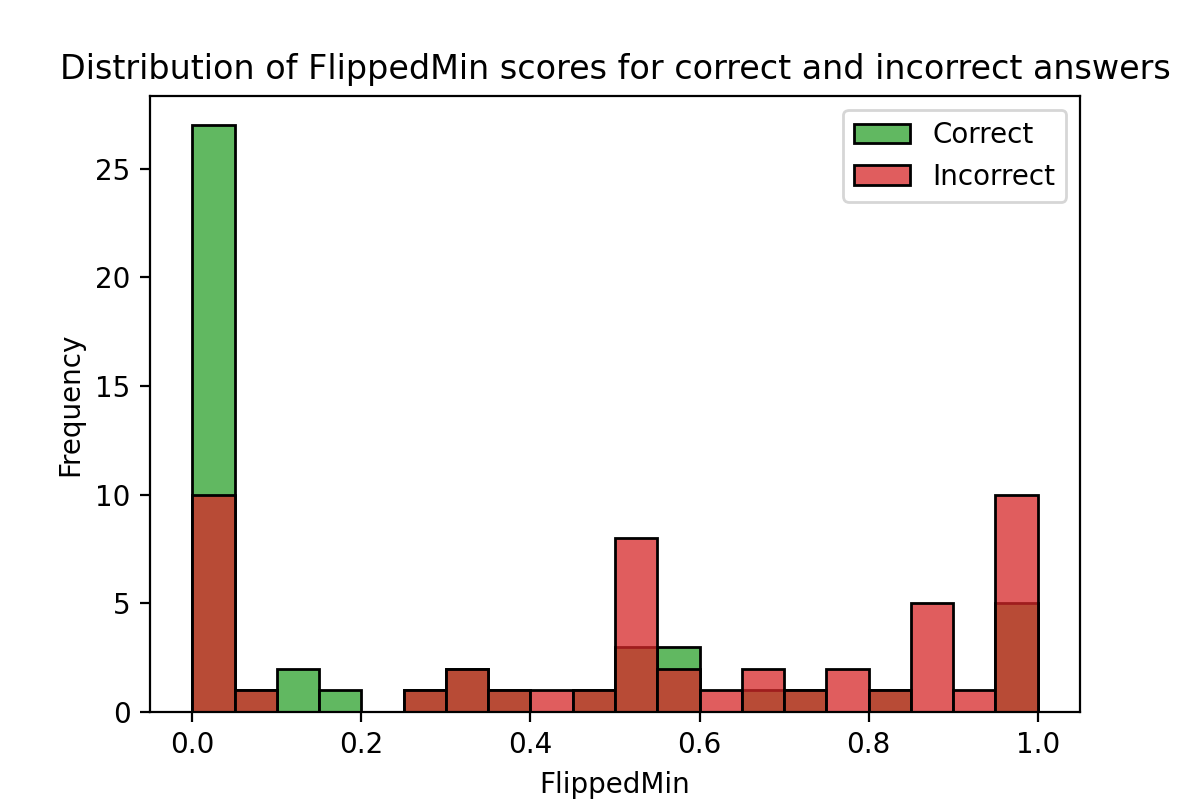 Distribution of FlippedMin scores for correct and incorrect answers
Correct
Incorrect
Frequency
25
20
15
10
5
0
0.0 0.2 0.4 0.6 0.8 1.0
FlippedMin